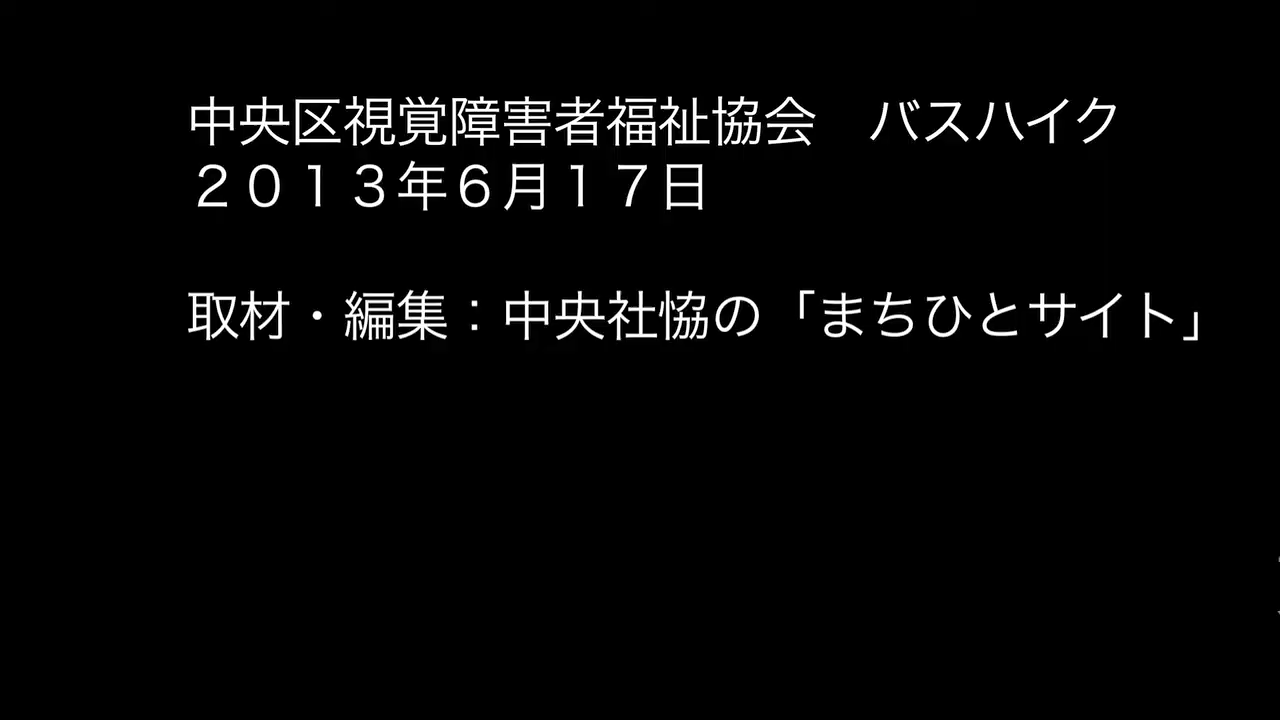 中央区視覚障害者福祉協会　バスハイク
２０１３年６月１７日
取材・編集：中央社恊の「まちひとサイト」